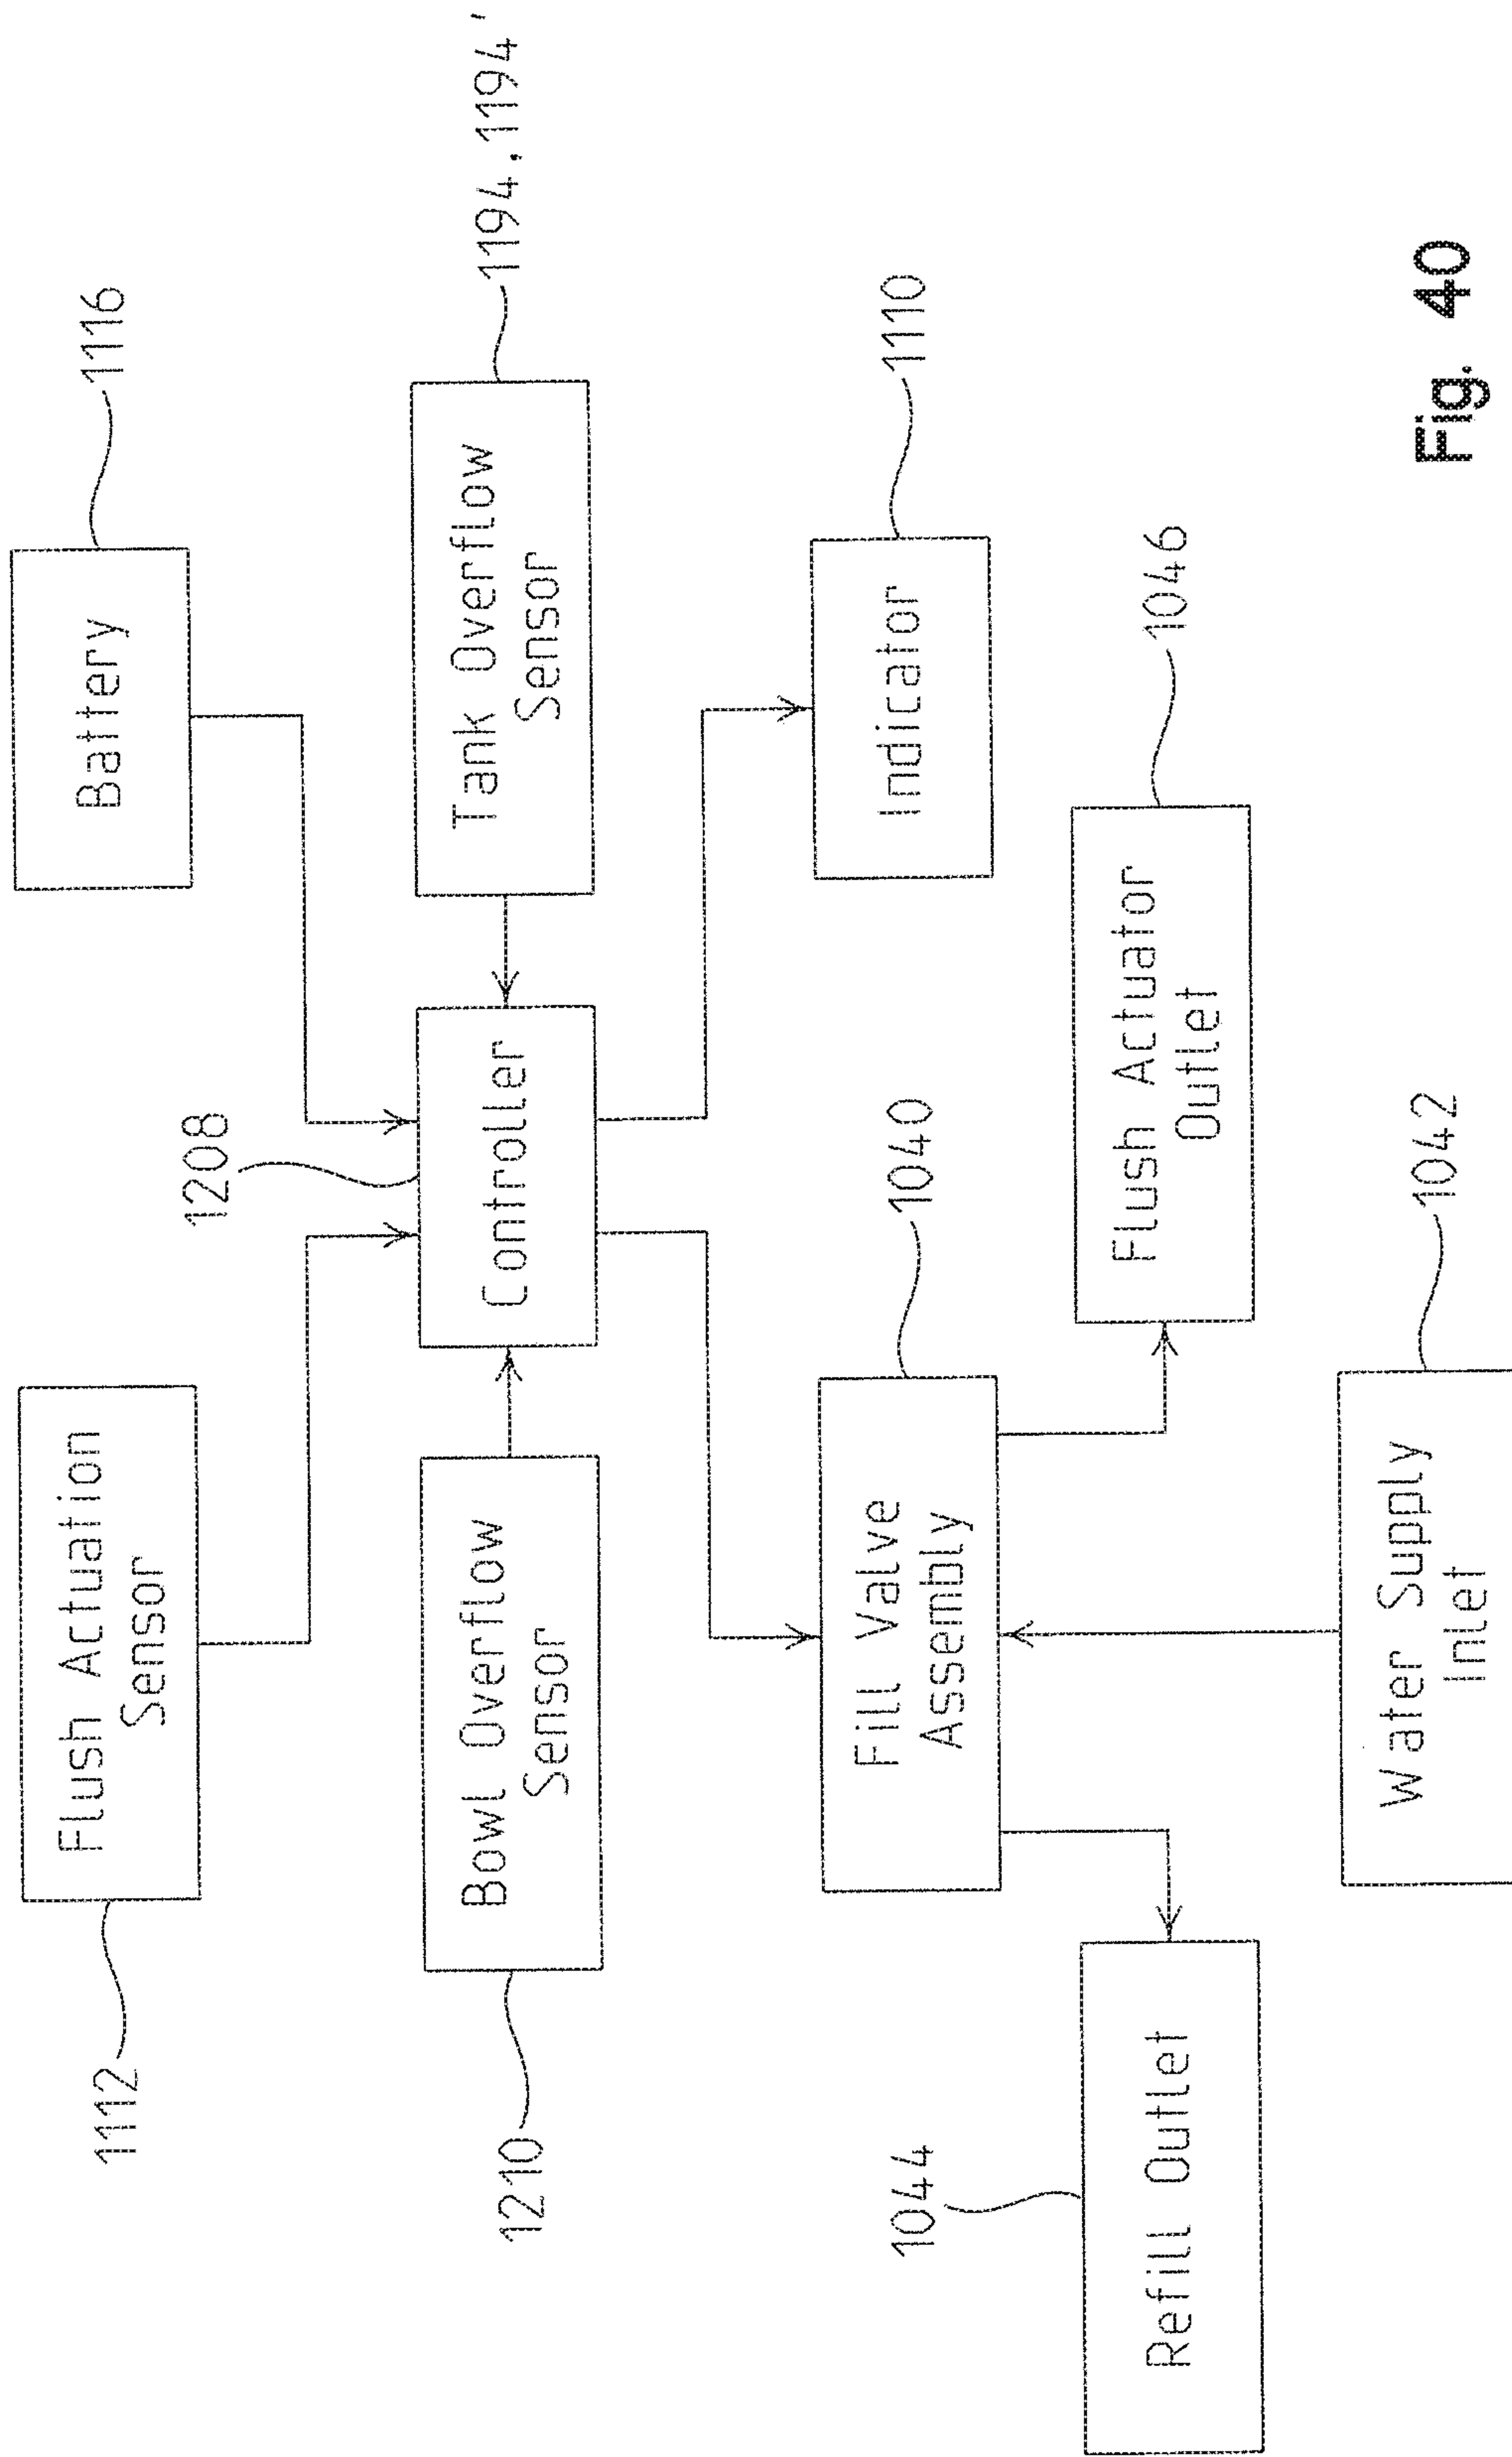 1112
Flush Actuation
Sensor
Battery
1116
1208
1210
Bowl Overflow
Sensor
Controller
Tank Overflow
Sensor
1194,1194'
1044
Fill Valve
Assembly
1040
Indicator
1110
Refill Outlet
Flush Actuator
Outlet
1046
Water Supply
Inlet
1042
Fig. 40